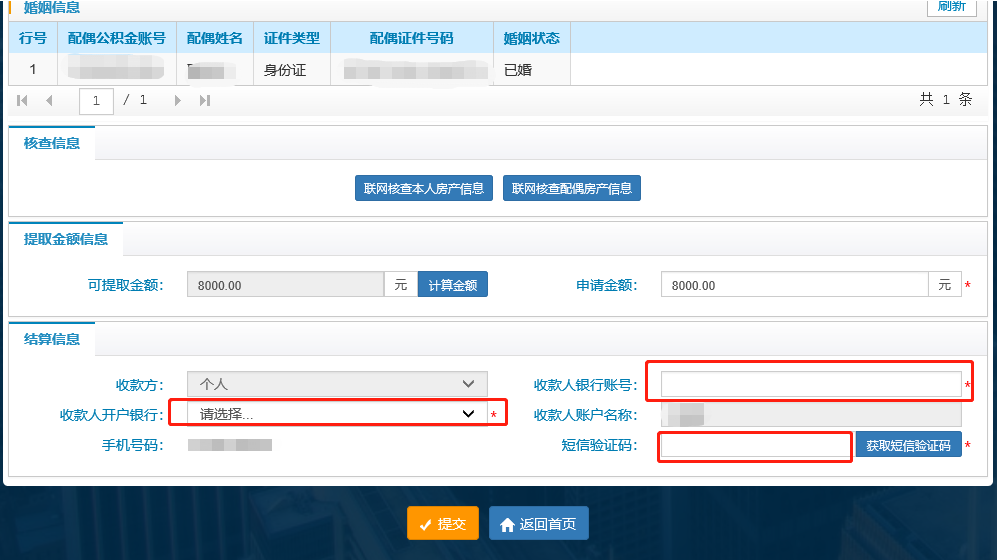 婚姻信息 刷新
行号 配偶公积金账号 配偶姓名 证件类型 配偶证件号码 婚姻状态
1 身份证 已婚
1 / 1 共 1 条
核查信息
联网核查本人房产信息 联网核查配偶房产信息
提取金额信息
可提取金额: 8000.00 元 计算金额 申请金额: 8000.00 元 *
结算信息
收款方: 个人 收款人银行账号: *
收款人开户银行: 请选择... * 收款人账户名称:
手机号码: 短信验证码: 获取短信验证码 *
提交 返回首页